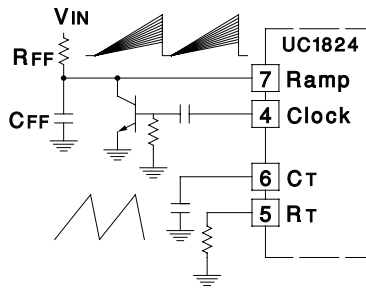 VIN
UC1824
RFF
7 Ramp
4 Clock
CFF
6 CT
5 RT